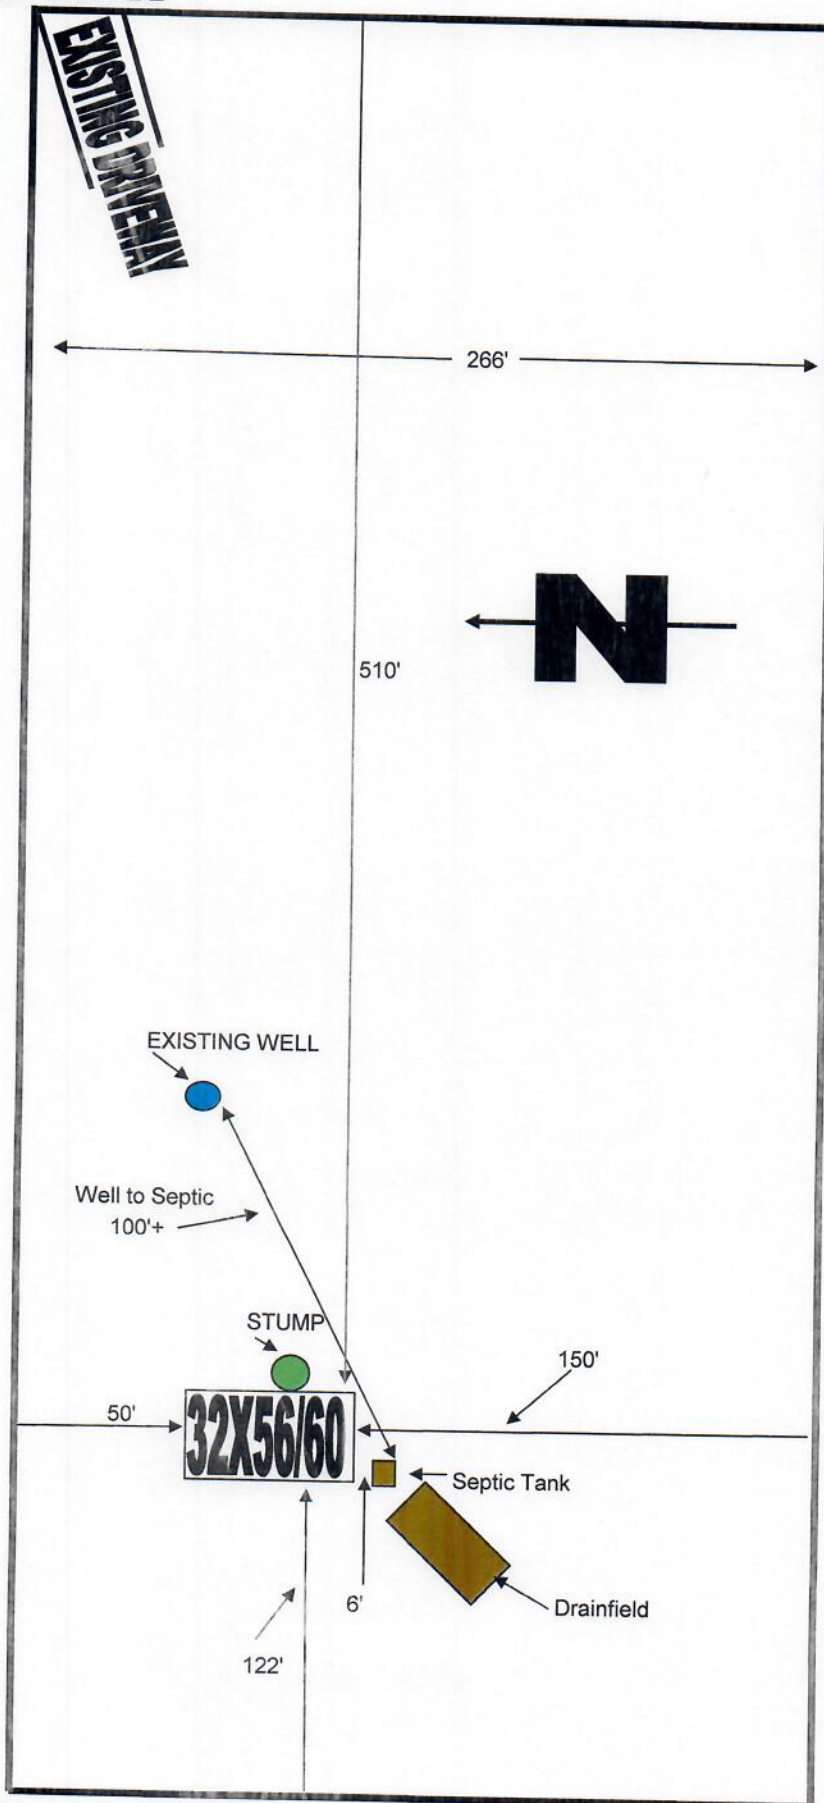 EXISTING DRIVEWAY
266'
N
510'
EXISTING WELL
Well to Septic
100'+
STUMP
150'
50'
32X56/60
Septic Tank
6'
Drainfield
122'